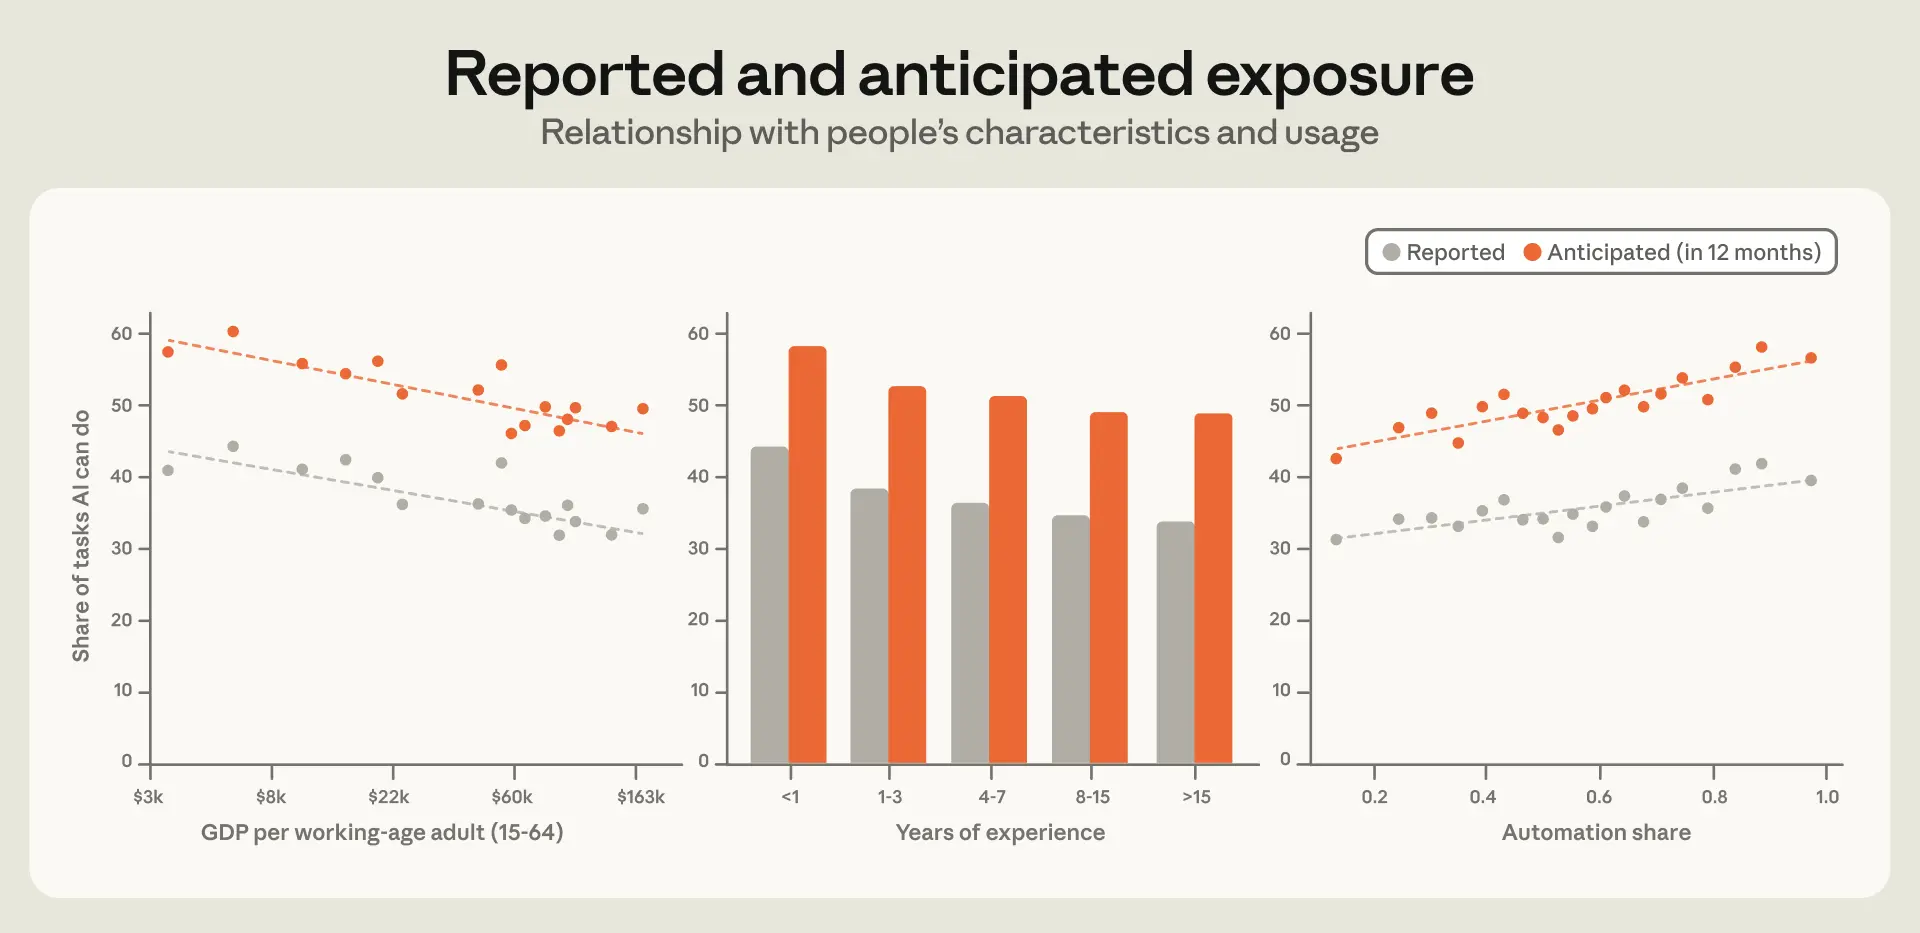 Reported and anticipated exposure
Relationship with people's characteristics and usage
Reported
Anticipated (in 12 months)
Share of tasks AI can do
60
50
40
30
20
10
0
$3k
$8k
$22k
$60k
$163k
GDP per working-age adult (15-64)
60
50
40
30
20
10
0
<1
1-3
4-7
8-15
>15
Years of experience
60
50
40
30
20
10
0
0.2
0.4
0.6
0.8
1.0
Automation share